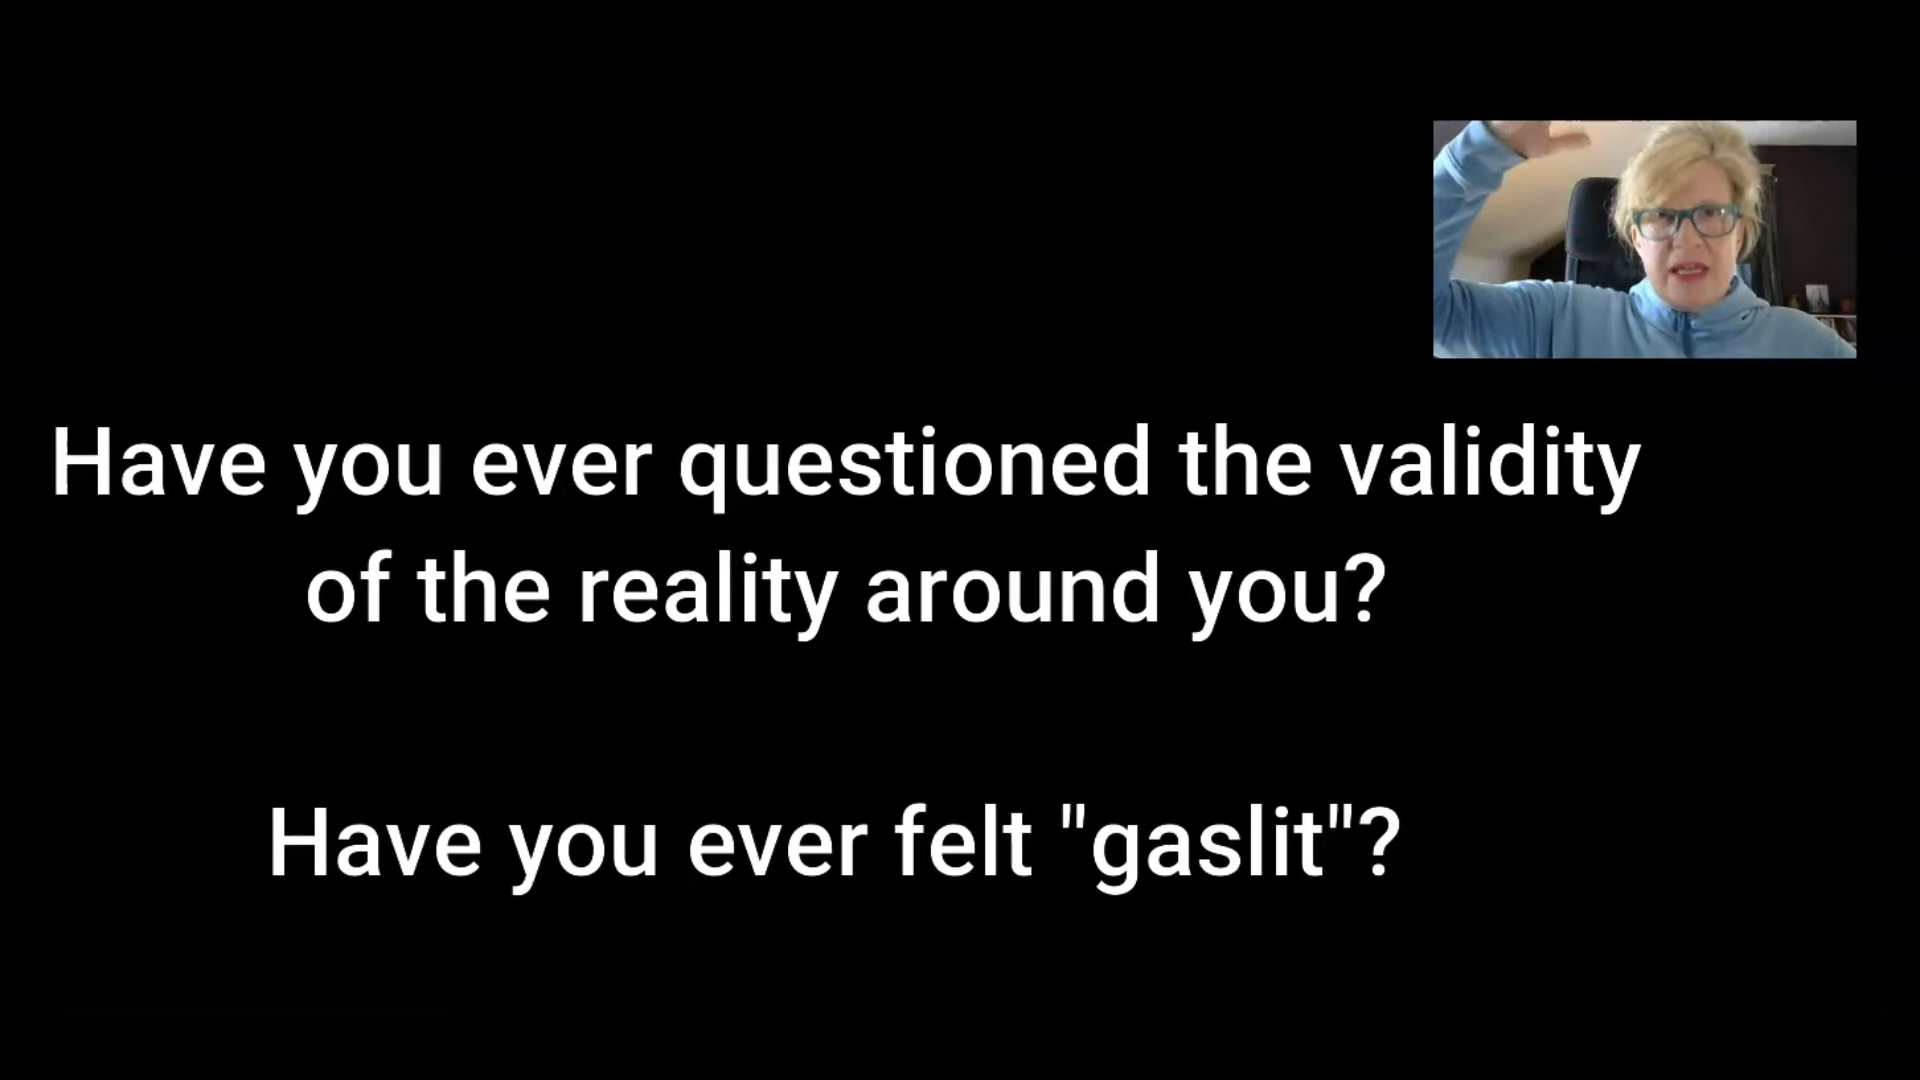 Have you ever questioned the validity
of the reality around you?
Have you ever felt "gaslit"?